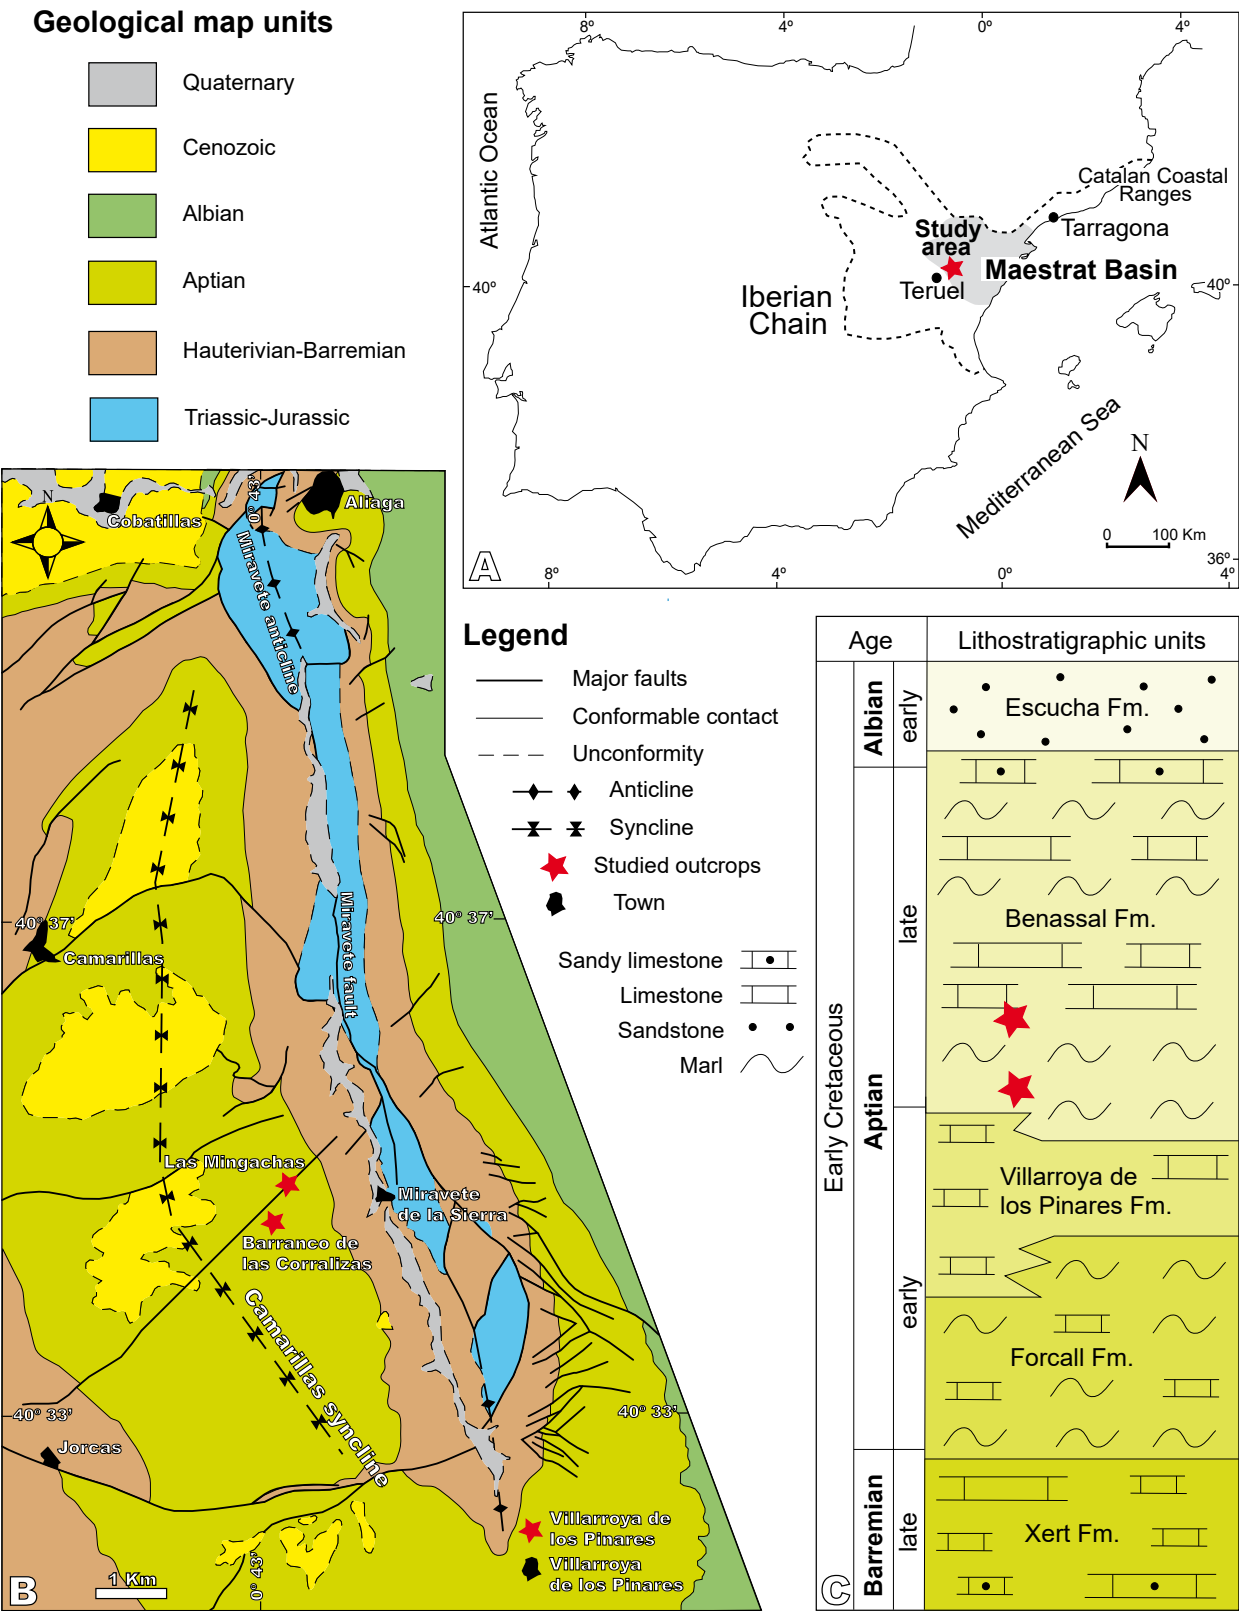 Geological map units
Quaternary
Cenozoic
Albian
Aptian
Hauterivian-Barremian
Triassic-Jurassic
8º
4º
0º
4º
Atlantic Ocean
Catalan Coastal
Ranges
Tarragona
Study
area
Maestrat Basin
Teruel
Iberian
Chain
40º
40º
Mediterranean Sea
N
0
100 Km
36º
A
8º
4º
0º
4º
N
Cobatillas
0º 43'
Aliaga
Miravete anticline
40º 37'
40º 37'
Camarillas
Miravete fault
Las Mingachas
Miravete
de la Sierra
Barranco de
las Corralizas
Camarillas syncline
40º 33'
40º 33'
Jorcas
Villarroya de
los Pinares
Villarroya
de los Pinares
0º 43'
1 Km
B
Legend
Major faults
Conformable contact
Unconformity
Anticline
Syncline
Studied outcrops
Town
Sandy limestone
Limestone
Sandstone
Marl
Age
Lithostratigraphic units
Early Cretaceous
Albian
early
Escucha Fm.
Aptian
late
Benassal Fm.
Villarroya de
los Pinares Fm.
early
Forcall Fm.
Barremian
late
Xert Fm.
C